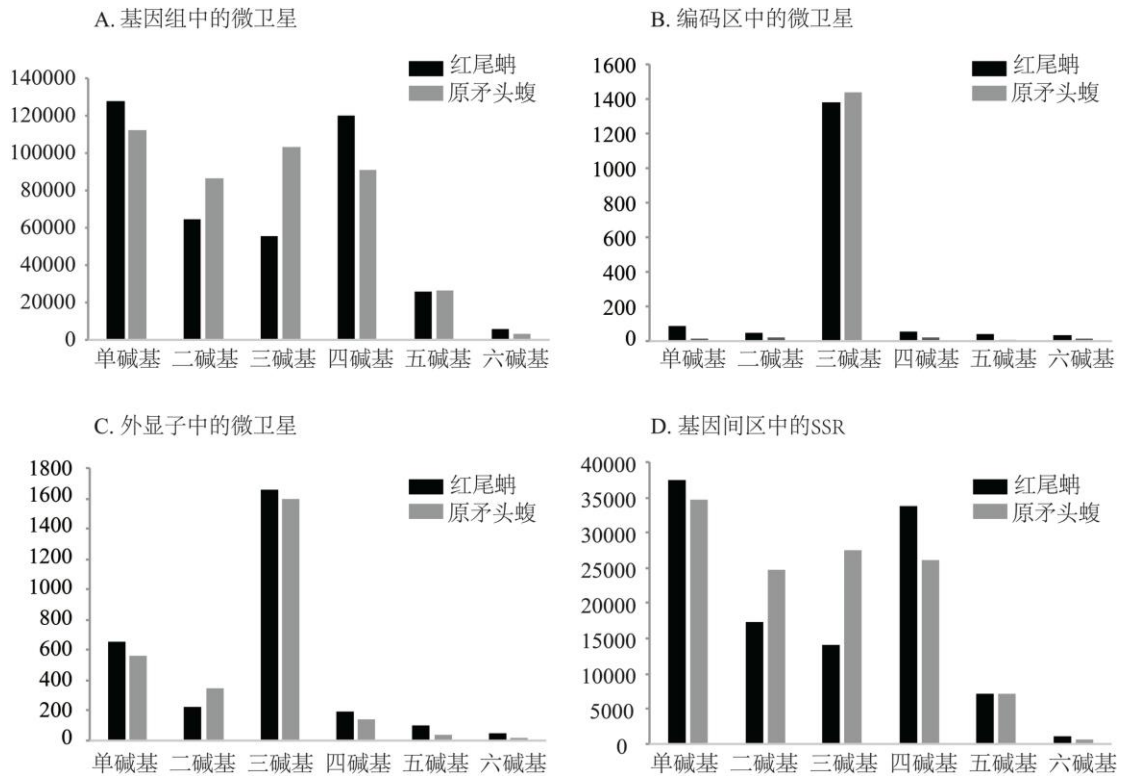 A. 基因组中的微卫星
140000
120000
100000
80000
60000
40000
20000
0
红尾蚺
原矛头蝮
单碱基 二碱基 三碱基 四碱基 五碱基 六碱基
B. 编码区中的微卫星
1600
1400
1200
1000
800
600
400
200
0
红尾蚺
原矛头蝮
单碱基 二碱基 三碱基 四碱基 五碱基 六碱基
C. 外显子中的微卫星
1800
1600
1400
1200
1000
800
600
400
200
0
红尾蚺
原矛头蝮
单碱基 二碱基 三碱基 四碱基 五碱基 六碱基
D. 基因间区中的SSR
40000
35000
30000
25000
20000
15000
10000
5000
0
红尾蚺
原矛头蝮
单碱基 二碱基 三碱基 四碱基 五碱基 六碱基